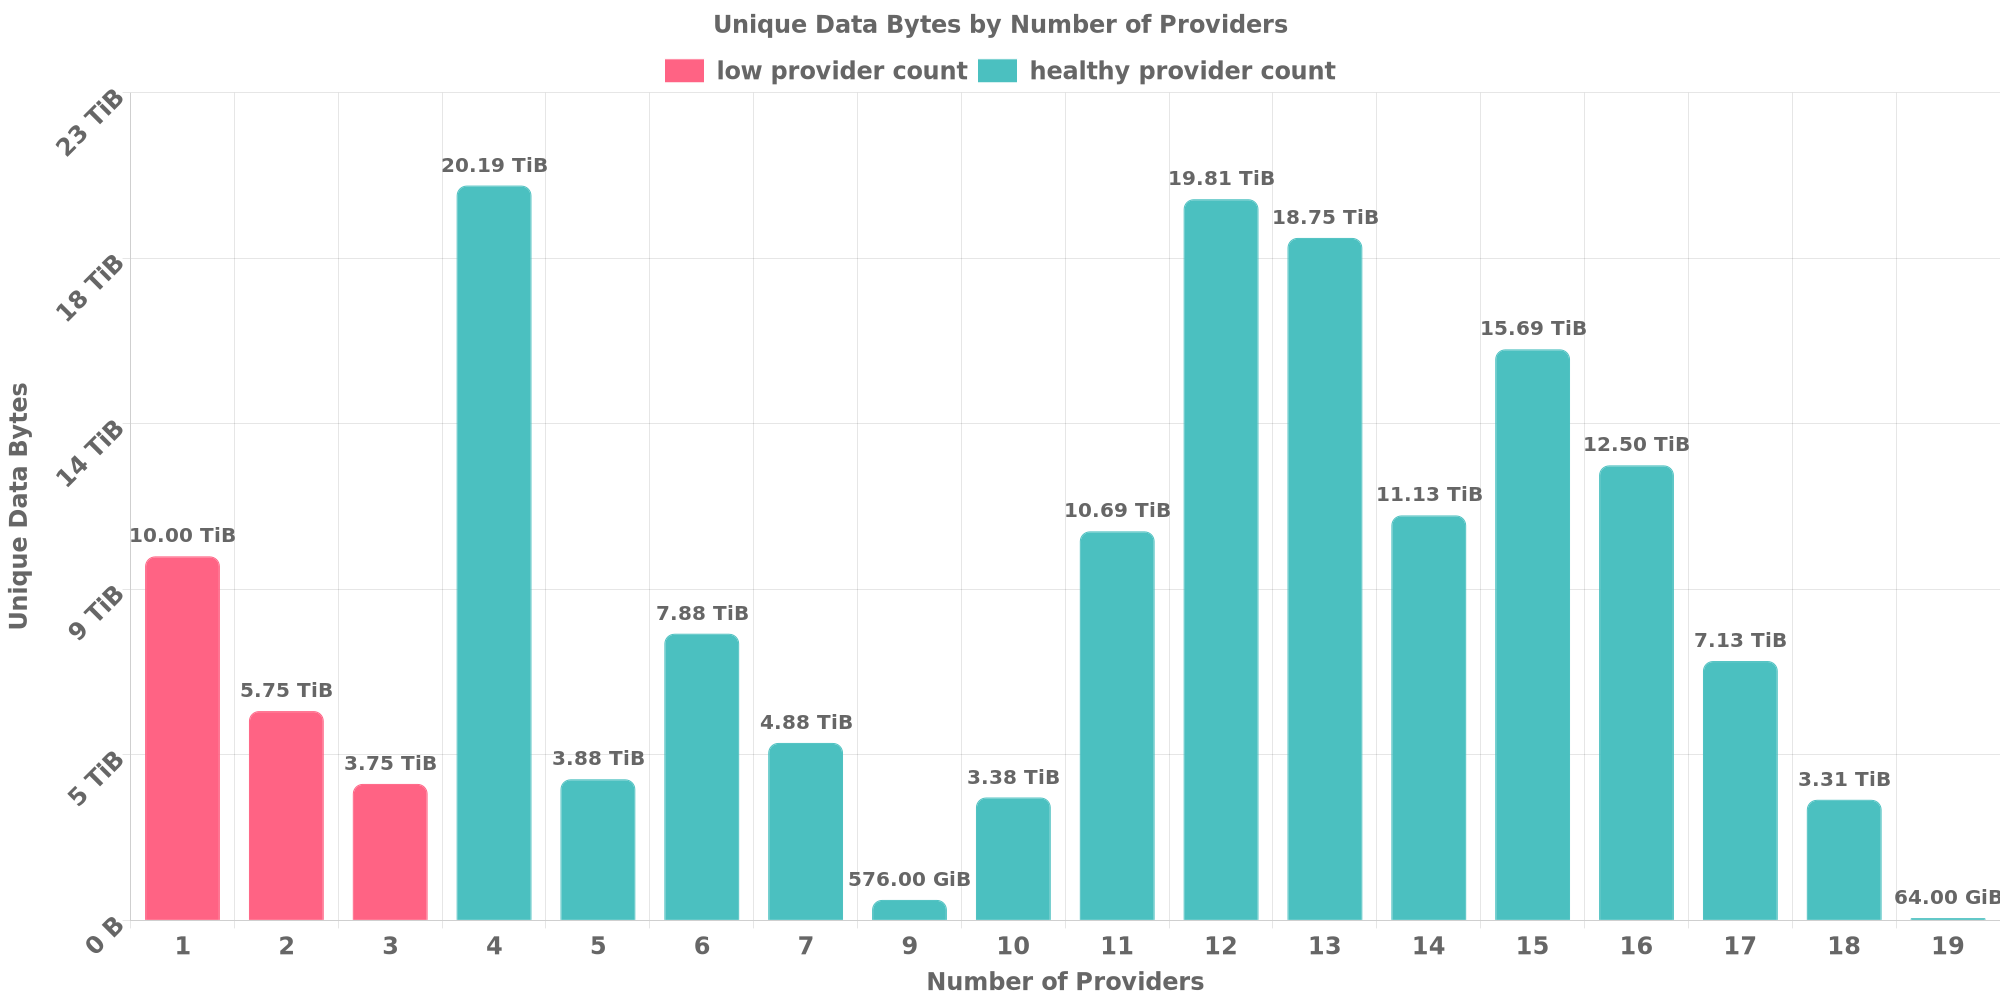 Unique Data Bytes by Number of Providers
low provider count
healthy provider count
Unique Data Bytes
23 TiB
18 TiB
14 TiB
9 TiB
5 TiB
0 B
10.00 TiB
5.75 TiB
3.75 TiB
20.19 TiB
3.88 TiB
7.88 TiB
4.88 TiB
576.00 GiB
3.38 TiB
10.69 TiB
19.81 TiB
18.75 TiB
11.13 TiB
15.69 TiB
12.50 TiB
7.13 TiB
3.31 TiB
64.00 GiB
1 2 3 4 5 6 7 9 10 11 12 13 14 15 16 17 18 19
Number of Providers